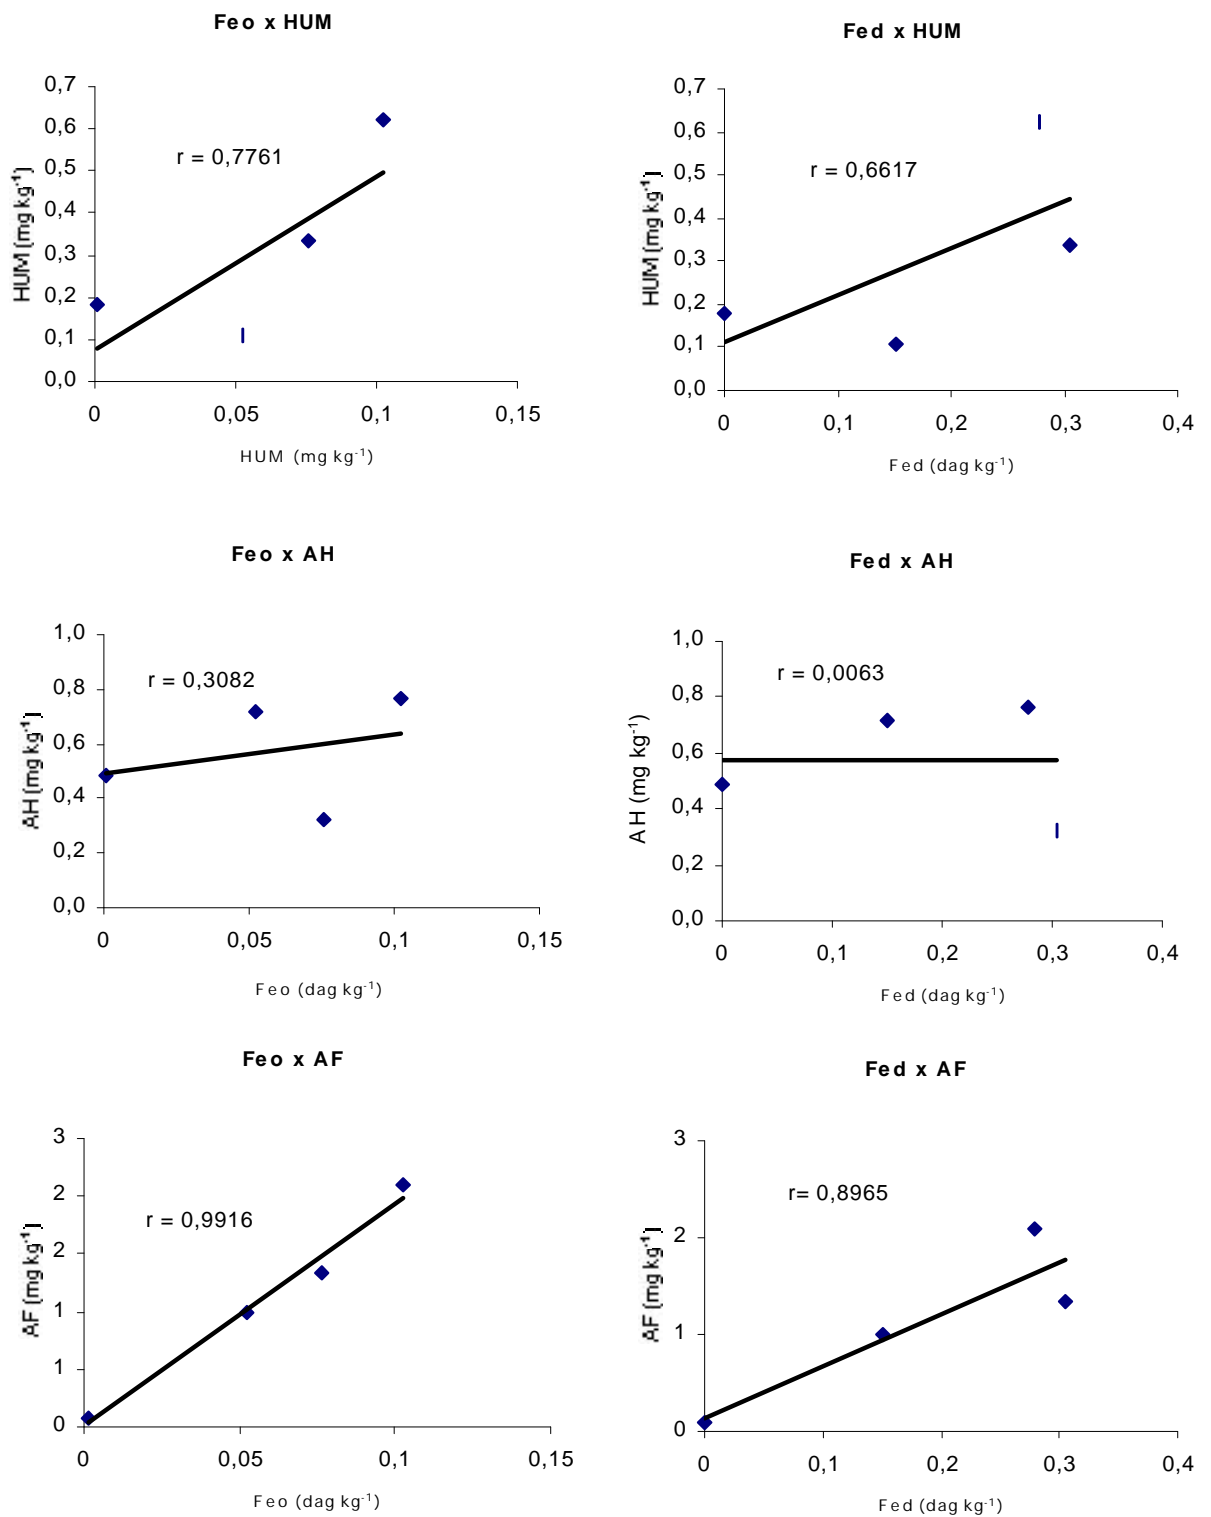 Feo x HUM
0,7
0,6
0,5
0,4
0,3
0,2
0,1
0,0
HUM (mg kg-1)
r = 0,7761
0
0,05
0,1
0,15
HUM (mg kg-1)
Fed x HUM
0,7
0,6
0,5
0,4
0,3
0,2
0,1
0,0
HUM (mg kg-1)
r = 0,6617
0
0,1
0,2
0,3
0,4
Fed (dag kg-1)
Feo x AH
1,0
0,8
0,6
0,4
0,2
0,0
AH (mg kg-1)
r = 0,3082
0
0,05
0,1
0,15
Feo (dag kg-1)
Fed x AH
1,0
0,8
0,6
0,4
0,2
0,0
AH (mg kg-1)
r = 0,0063
0
0,1
0,2
0,3
0,4
Fed (dag kg-1)
Feo x AF
3
2
2
1
1
0
AF (mg kg-1)
r = 0,9916
0
0,05
0,1
0,15
Feo (dag kg-1)
Fed x AF
3
2
1
0
AF (mg kg-1)
r= 0,8965
0
0,1
0,2
0,3
0,4
Fed (dag kg-1)